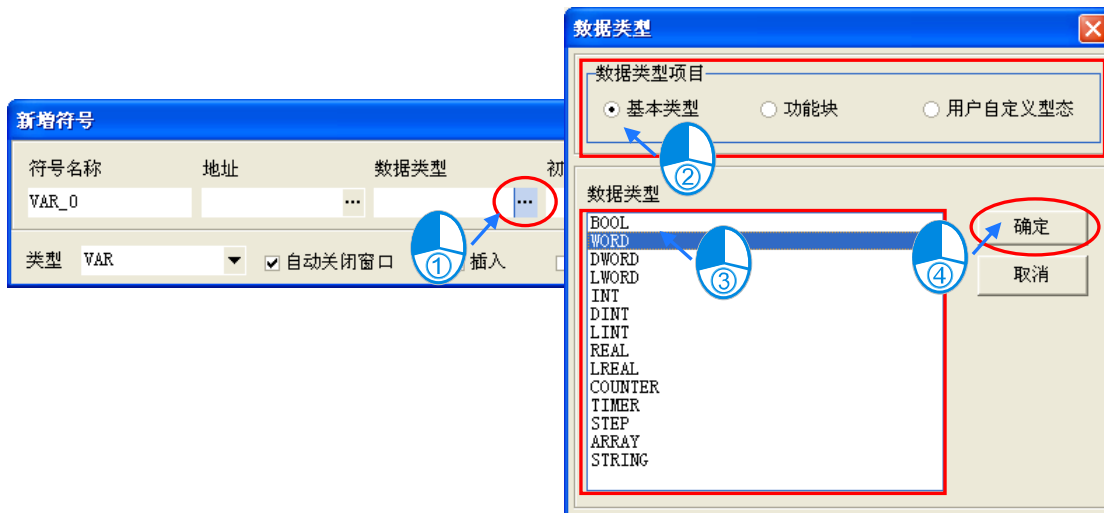 新增符号
符号名称 地址 数据类型 初
VAR_0 ... ...
①
类型 VAR 自动关闭窗口 插入
数据类型
数据类型项目
基本类型 功能块 用户自定义型态
②
数据类型
BOOL
WORD
DWORD
LWORD
INT
DINT
LINT
REAL
LREAL
COUNTER
TIMER
STEP
ARRAY
STRING
③
④
确定
取消